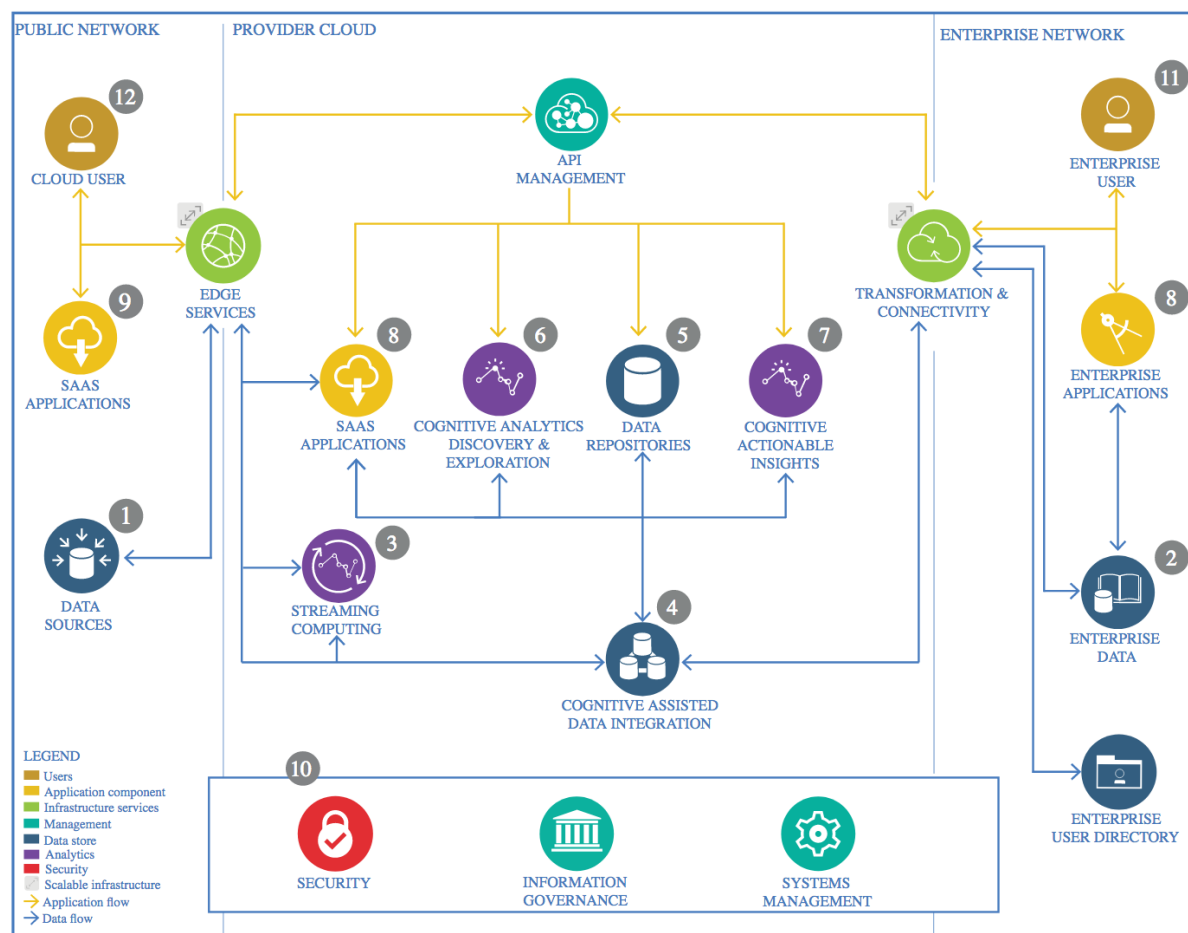 PUBLIC NETWORK
PROVIDER CLOUD
ENTERPRISE NETWORK
12
CLOUD USER
11
ENTERPRISE
USER
API
MANAGEMENT
EDGE
SERVICES
TRANSFORMATION &
CONNECTIVITY
9
SAAS
APPLICATIONS
8
SAAS
APPLICATIONS
6
COGNITIVE ANALYTICS
DISCOVERY &
EXPLORATION
5
DATA
REPOSITORIES
7
COGNITIVE
ACTIONABLE
INSIGHTS
8
ENTERPRISE
APPLICATIONS
1
DATA
SOURCES
3
STREAMING
COMPUTING
4
COGNITIVE ASSISTED
DATA INTEGRATION
2
ENTERPRISE
DATA
ENTERPRISE
USER DIRECTORY
LEGEND
Users
Application component
Infrastructure services
Management
Data store
Analytics
Security
Scalable infrastructure
Application flow
Data flow
10
SECURITY
INFORMATION
GOVERNANCE
SYSTEMS
MANAGEMENT